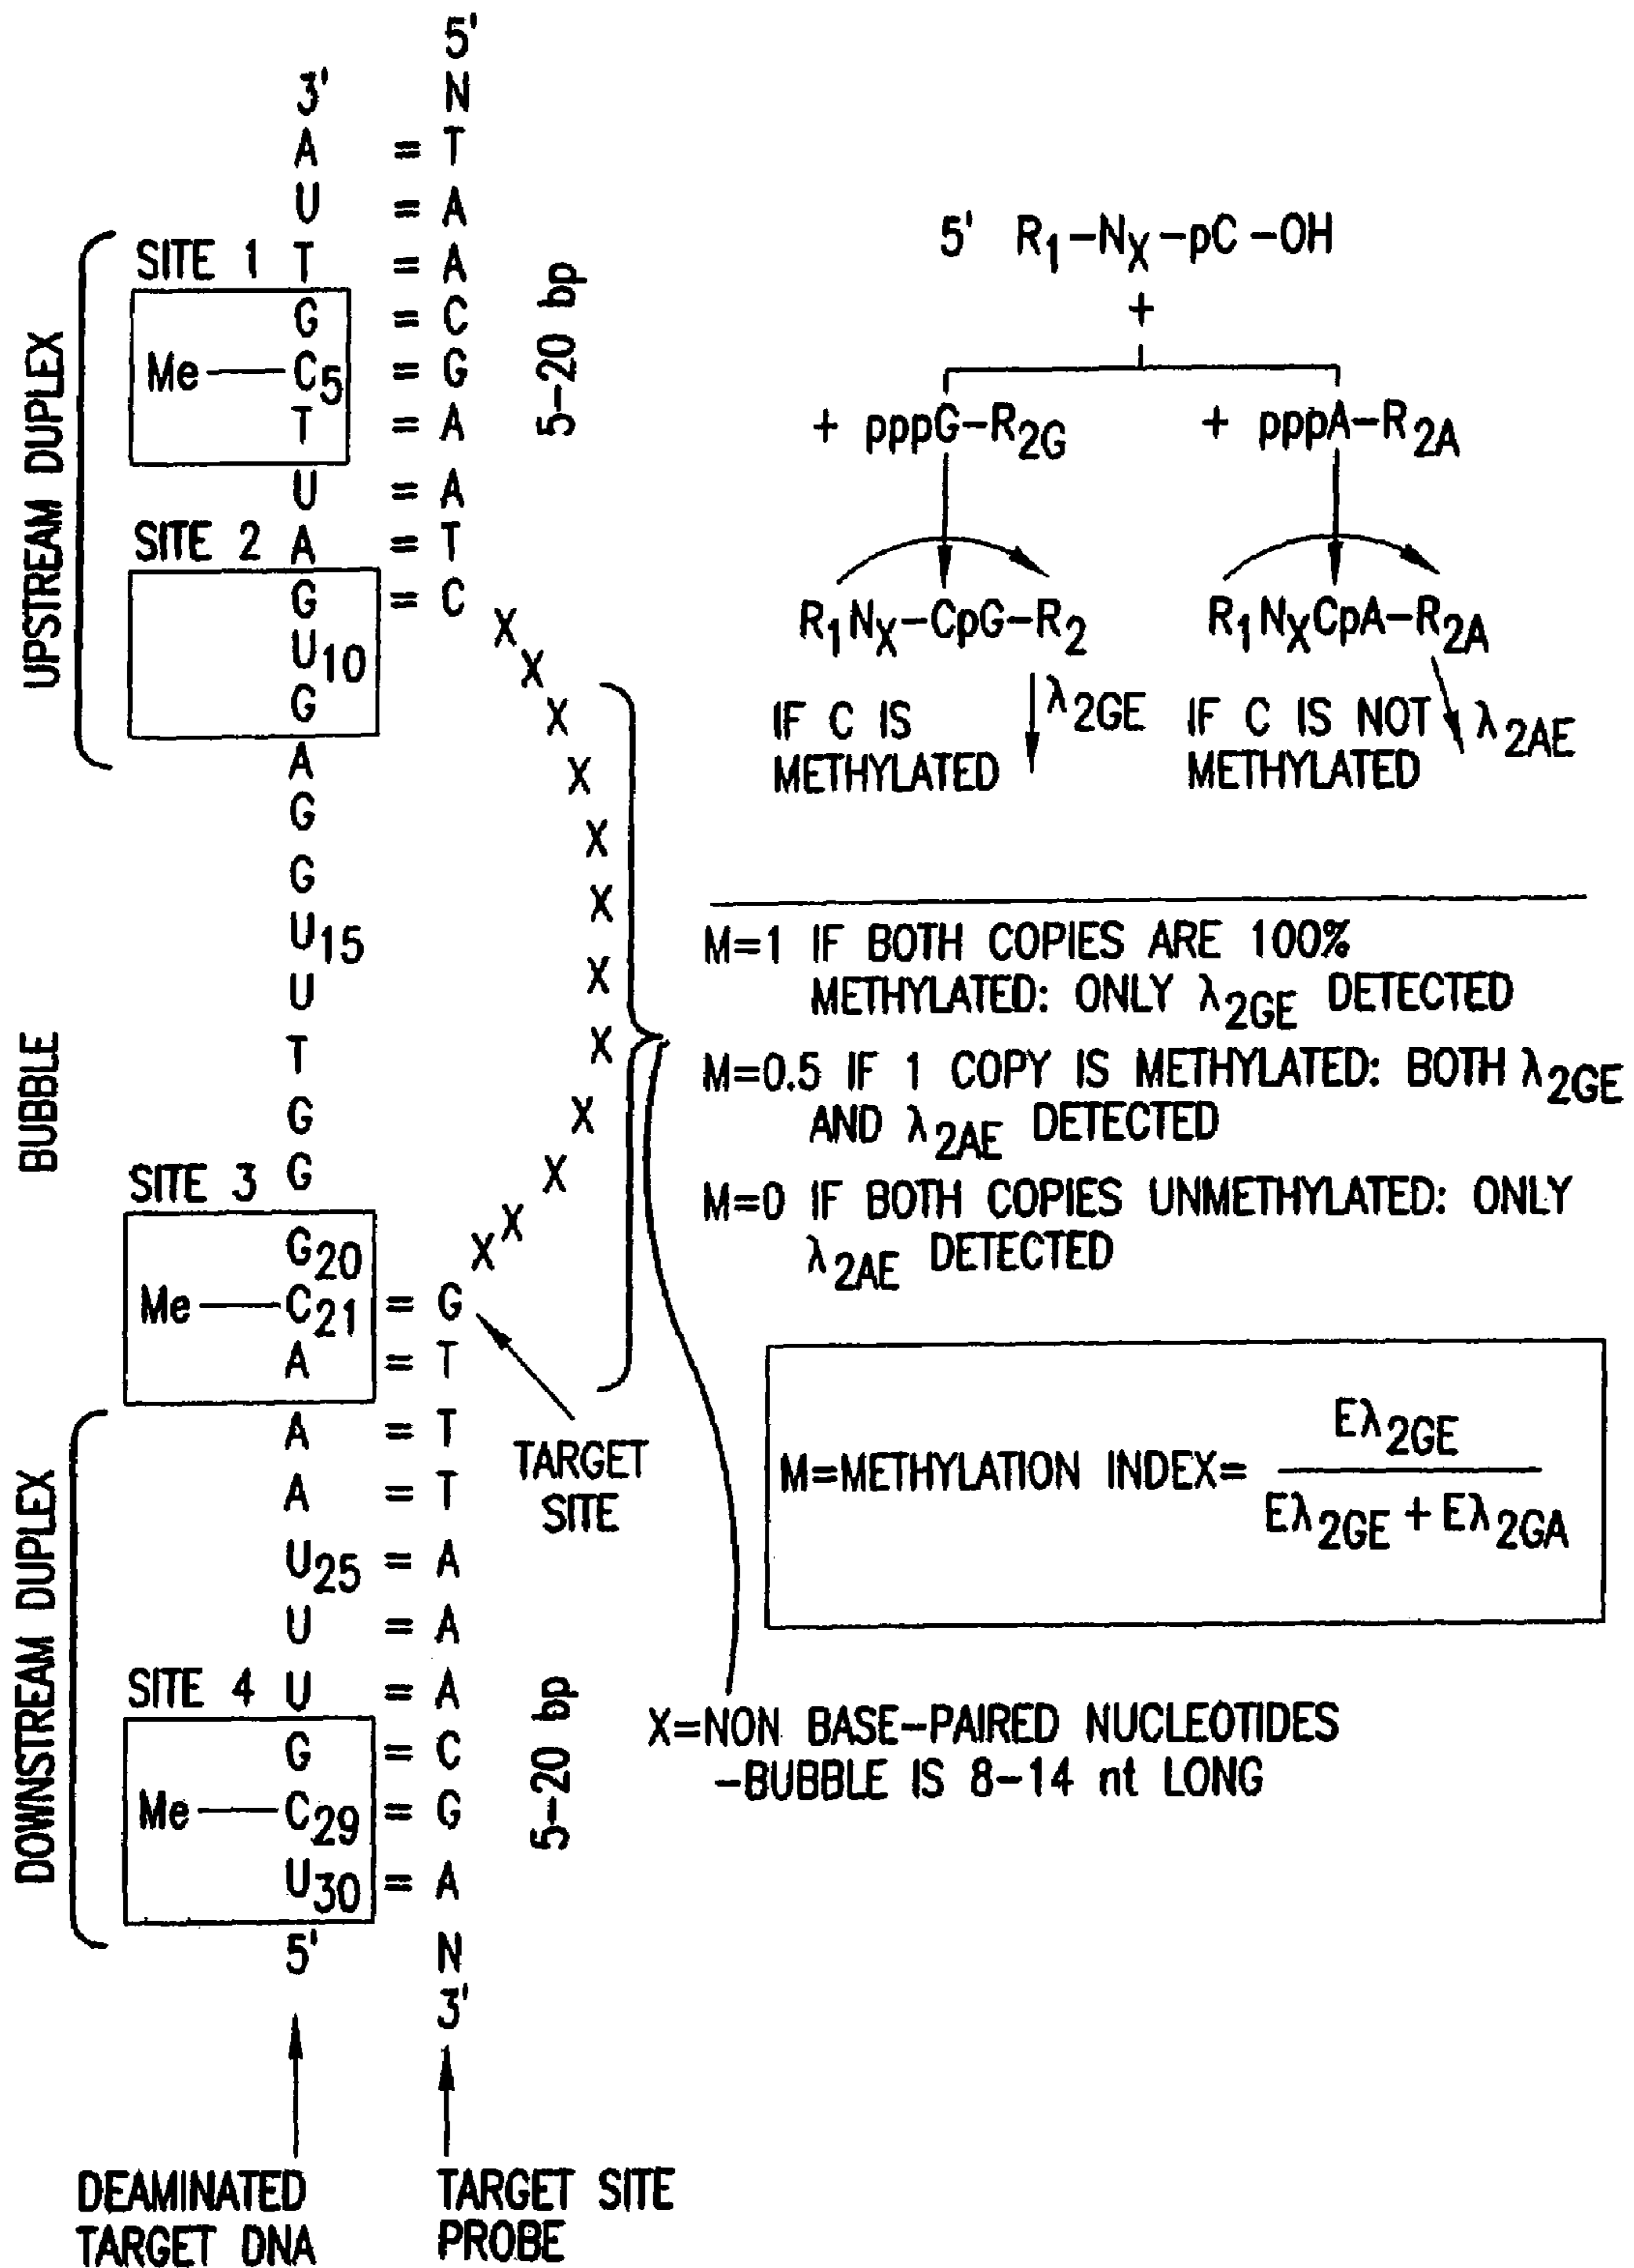 5'
3' N
A = T
U = A
UPSTREAM DUPLEX
SITE 1 T = A
G = C
Me — C5 = G
T = A
U = A
SITE 2 A = T
G = C
U10
G
5-20 bp
A
G
G
U15
U
T
G
BUBBLE
SITE 3 G
G20
Me — C21 = G
A = T
X
X
X
X
X
X
X
X
X
X
X
X
TARGET
SITE
DOWNSTREAM DUPLEX
A = T
A = T
U25 = A
U = A
SITE 4 U = A
G = C
Me — C29 = G
U30 = A
5' N
3'
5-20 bp
DEAMINATED
TARGET DNA
TARGET SITE
PROBE
5' R1-NX-pC-OH
+
+ pppG-R2G + pppA-R2A
R1NX-CpG-R2 R1NXCpA-R2A
IF C IS
METHYLATED
λ2GE
IF C IS NOT
METHYLATED
λ2AE
M=1 IF BOTH COPIES ARE 100%
METHYLATED: ONLY λ2GE DETECTED
M=0.5 IF 1 COPY IS METHYLATED: BOTH λ2GE
AND λ2AE DETECTED
M=0 IF BOTH COPIES UNMETHYLATED: ONLY
λ2AE DETECTED
M=METHYLATION INDEX= Eλ2GE
Eλ2GE + Eλ2GA
X=NON BASE-PAIRED NUCLEOTIDES
-BUBBLE IS 8-14 nt LONG